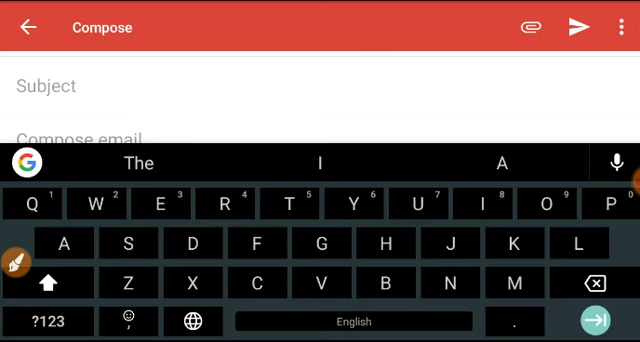 Compose
Subject
Compose email
The I A
Q 1 W 2 E 3 R 4 T 5 Y 6 U 7 I 8 O 9 P 0
A S D F G H J K L
Z X C V B N M
?123 , English .